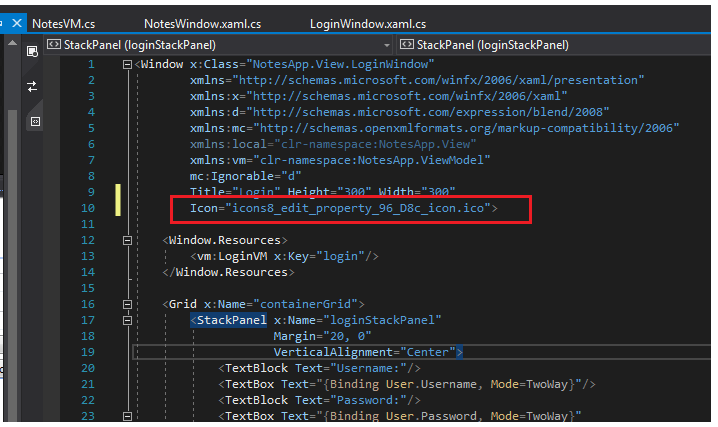 NotesVM.cs NotesWindow.xaml.cs LoginWindow.xaml.cs
StackPanel (loginStackPanel) StackPanel (loginStackPanel)
1 <Window x:Class="NotesApp.View.LoginWindow"
2 xmlns="http://schemas.microsoft.com/winfx/2006/xaml/presentation"
3 xmlns:x="http://schemas.microsoft.com/winfx/2006/xaml"
4 xmlns:d="http://schemas.microsoft.com/expression/blend/2008"
5 xmlns:mc="http://schemas.openxmlformats.org/markup-compatibility/2006"
6 xmlns:local="clr-namespace:NotesApp.View"
7 xmlns:vm="clr-namespace:NotesApp.ViewModel"
8 mc:Ignorable="d"
9 Title="Login" Height="300" Width="300"
10 Icon="icons8_edit_property_96_D8c_icon.ico">
11
12 <Window.Resources>
13 <vm:LoginVM x:Key="login"/>
14 </Window.Resources>
15
16 <Grid x:Name="containerGrid">
17 <StackPanel x:Name="loginStackPanel"
18 Margin="20, 0"
19 VerticalAlignment="Center">
20 <TextBlock Text="Username:"/>
21 <TextBox Text="{Binding User.Username, Mode=TwoWay}"/>
22 <TextBlock Text="Password:"/>
23 <TextBox Text="{Binding User.Password, Mode=TwoWay}"